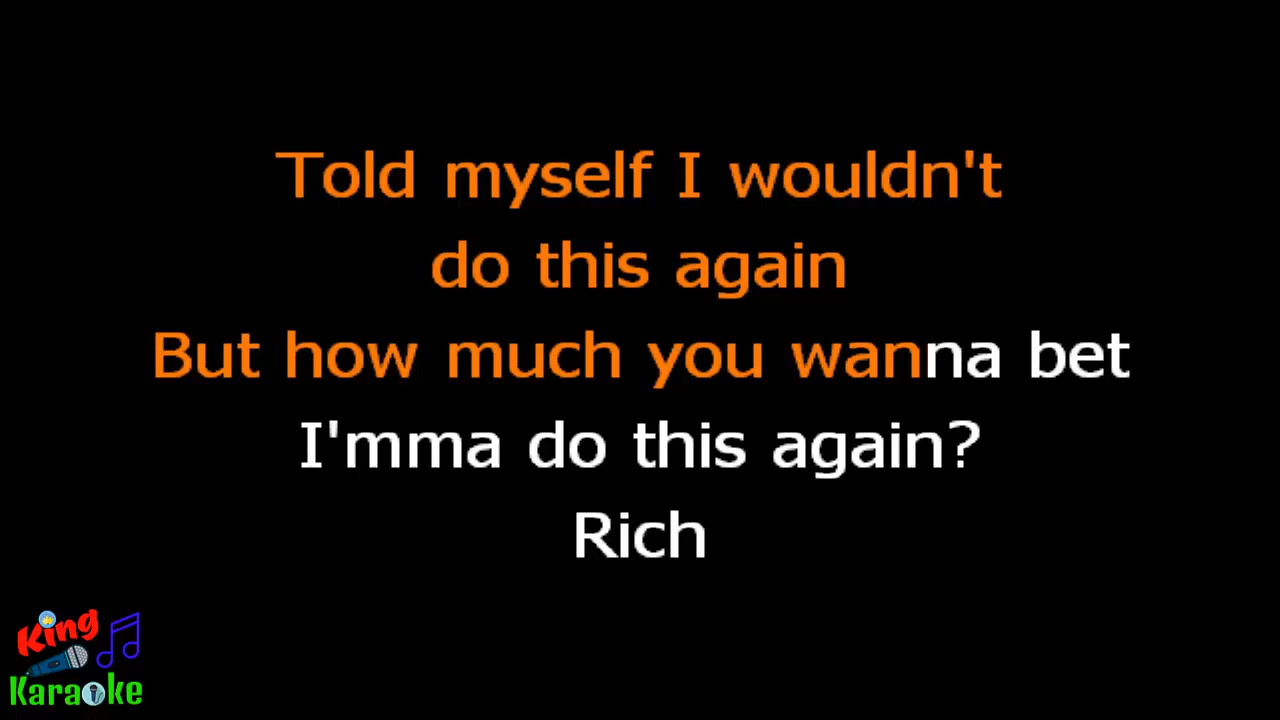 Told myself I wouldn't
do this again
But how much you wanna bet
I'mma do this again?
Rich
King
Karaoke